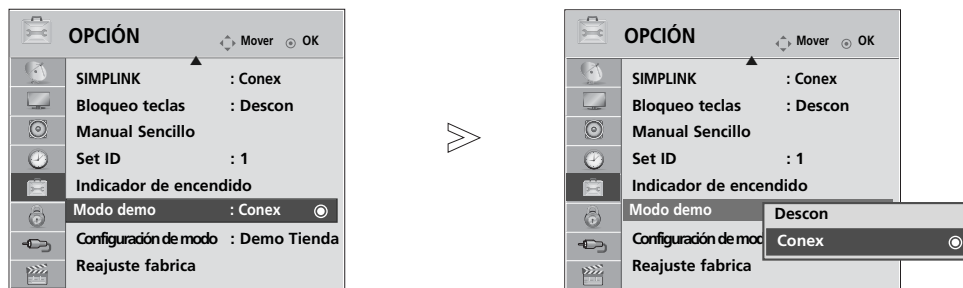 OPCIÓN Mover OK
SIMPLINK : Conex
Bloqueo teclas : Descon
Manual Sencillo
Set ID : 1
Indicador de encendido
Modo demo : Conex
Configuración de modo : Demo Tienda
Reajuste fabrica
OPCIÓN Mover OK
SIMPLINK : Conex
Bloqueo teclas : Descon
Manual Sencillo
Set ID : 1
Indicador de encendido
Modo demo
Configuración de mod
Reajuste fabrica
Descon
Conex